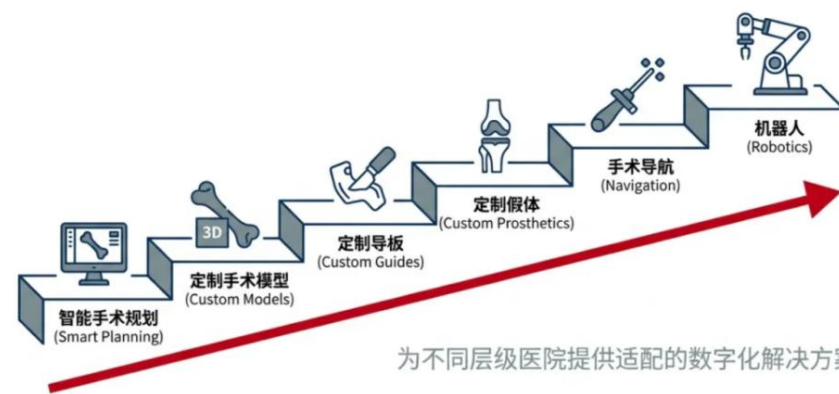 机器人
(Robotics)
手术导航
(Navigation)
定制假体
(Custom Prosthetics)
定制导板
(Custom Guides)
3D
定制手术模型
(Custom Models)
智能手术规划
(Smart Planning)
为不同层级医院提供适配的数字化解决方案